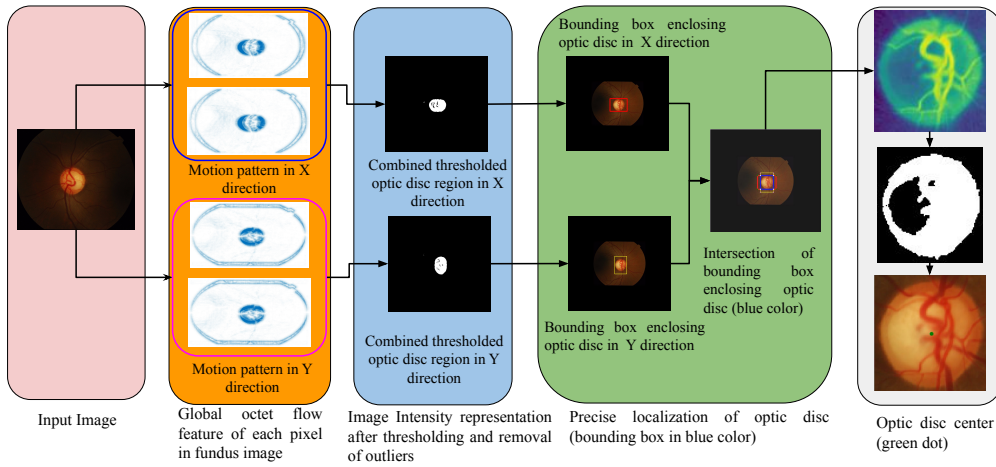 Motion pattern in X
direction
Motion pattern in Y
direction
Combined thresholded
optic disc region in X
direction
Combined thresholded
optic disc region in Y
direction
Bounding box enclosing
optic disc in X direction
Bounding box enclosing
optic disc in Y direction
Intersection of
bounding box
enclosing optic
disc (blue color)
Input Image
Global octet flow
feature of each pixel
in fundus image
Image Intensity representation
after thresholding and removal
of outliers
Precise localization of optic disc
(bounding box in blue color)
Optic disc center
(green dot)